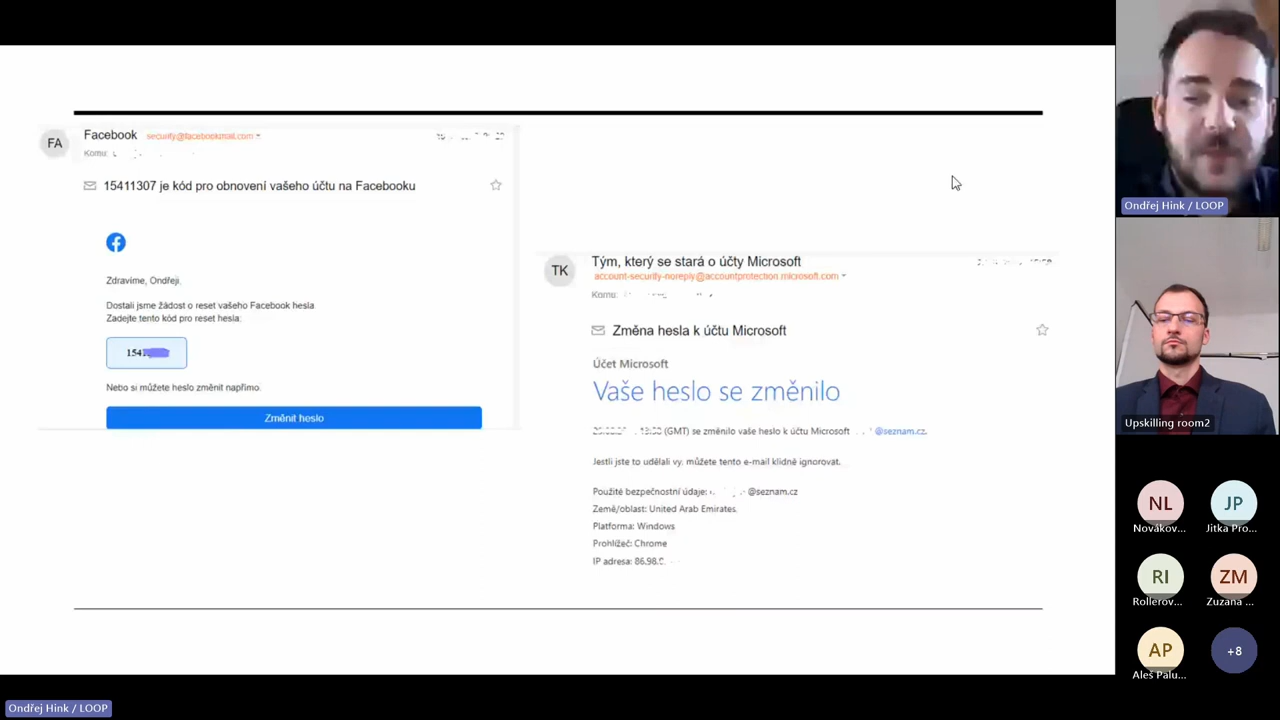 FA
Facebook security@facebookmail.com
Komu:
15411307 je kód pro obnovení vašeho účtu na Facebooku
Zdravíme, Ondřeji,
Dostali jsme žádost o reset vašeho Facebook hesla
Zadejte tento kód pro reset hesla:
154
Nebo si můžete heslo změnit napřímo.
Změnit heslo
TK
Tým, který se stará o účty Microsoft
account-security-noreply@accountprotection.microsoft.com
Komu:
Změna hesla k účtu Microsoft
Účet Microsoft
Vaše heslo se změnilo
(GMT) se změnilo vaše heslo k účtu Microsoft @seznam.cz.
Jestli jste to udělali vy, můžete tento e-mail klidně ignorovat.
Použité bezpečnostní údaje: @seznam.cz
Země/oblast: United Arab Emirates
Platforma: Windows
Prohlížeč: Chrome
IP adresa: 86.98.
Ondřej Hink / LOOP
Upskilling room2
NL
Novákov...
JP
Jitka Pro...
RI
Rollerov...
ZM
Zuzana ...
AP
Aleš Palu...
+8
Ondřej Hink / LOOP